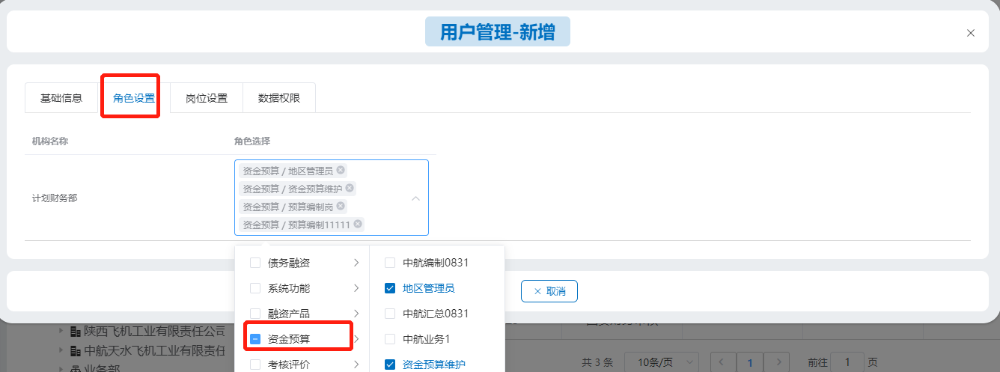 用户管理-新增
基础信息 角色设置 岗位设置 数据权限
机构名称 角色选择
计划财务部
资金预算 / 地区管理员
资金预算 / 资金预算维护
资金预算 / 预算编制岗
资金预算 / 预算编制11111
债务融资 中航编制0831
系统功能 地区管理员
融资产品 中航汇总0831
资金预算 中航业务1
考核评价 资金预算维护
取消
陕西飞机工业有限责任公司
中航天水飞机工业有限责任
业务部
共 3 条 10条/页 1 前往 1 页